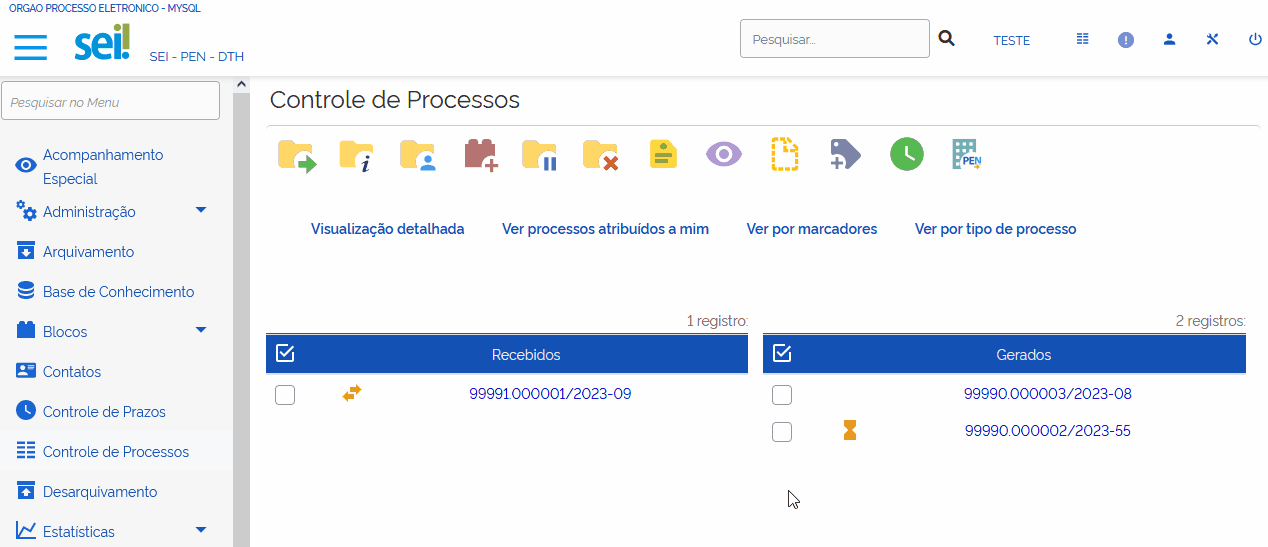 ORGAO PROCESSO ELETRONICO - MYSQL
sei!
SEI - PEN - DTH
Pesquisar...
TESTE
Pesquisar no Menu
Acompanhamento
Especial
Administração
Arquivamento
Base de Conhecimento
Blocos
Contatos
Controle de Prazos
Controle de Processos
Desarquivamento
Estatísticas
Controle de Processos
PEN
Visualização detalhada
Ver processos atribuídos a mim
Ver por marcadores
Ver por tipo de processo
1 registro:
Recebidos
99991.000001/2023-09
2 registros:
Gerados
99990.000003/2023-08
99990.000002/2023-55